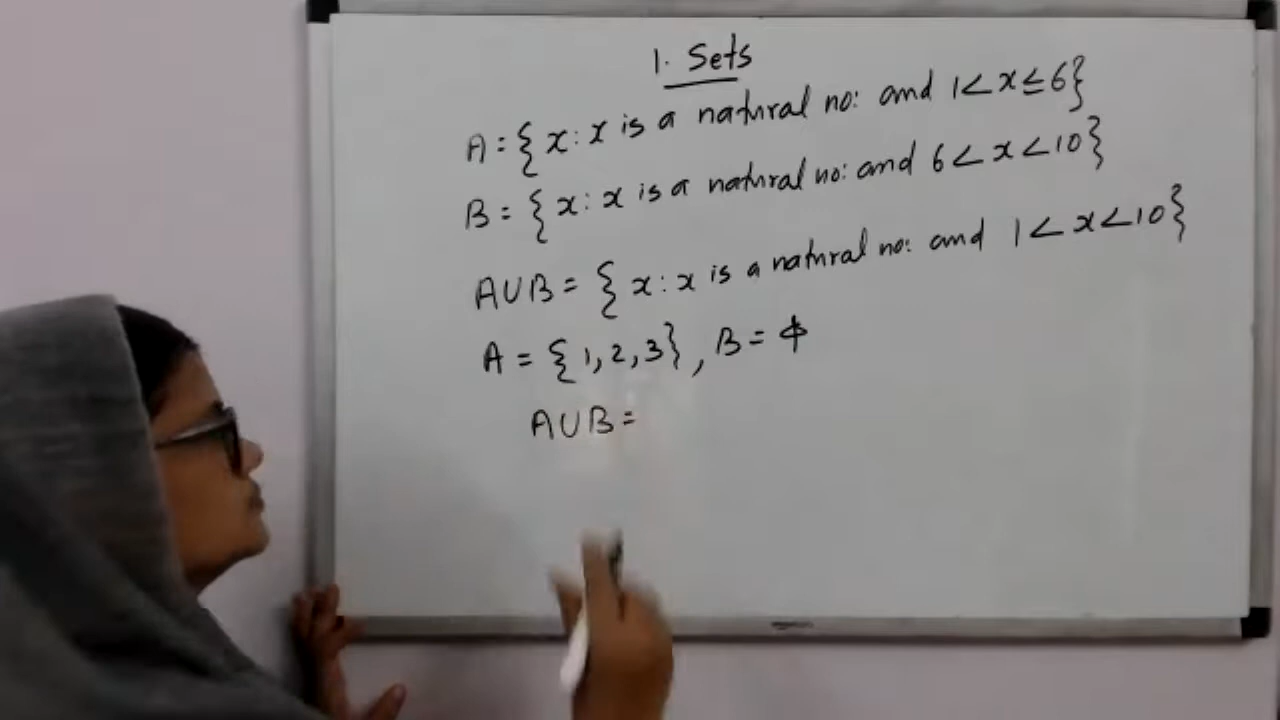 1. Sets
A = { x : x is a natural no: and 1 < x ≤ 6}
B = { x : x is a natural no: and 6 < x < 10}
A∪B = { x : x is a natural no: and 1 < x < 10}
A = {1, 2, 3}, B = ϕ
A∪B =